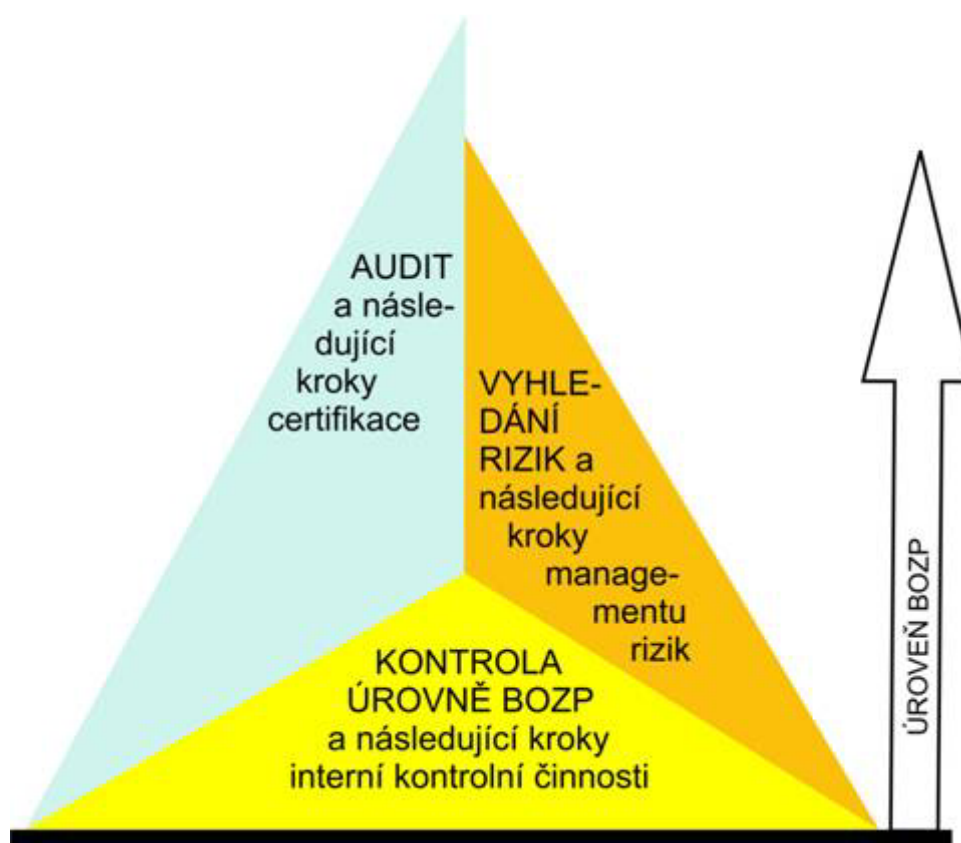 AUDIT
a násle-
dující
kroky
certifikace
VYHLE-
DÁNÍ
RIZIK a
následující
kroky
manage-
mentu
rizik
KONTROLA
ÚROVNĚ BOZP
a následující kroky
interní kontrolní činnosti
ÚROVEŇ BOZP